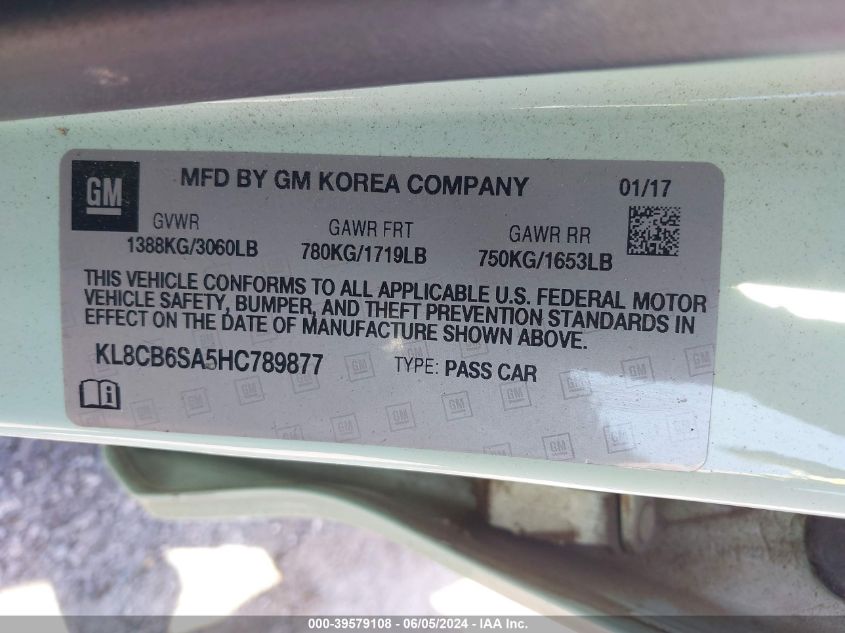 GM
MFD BY GM KOREA COMPANY
01/17
GVWR
1388KG/3060LB
GAWR FRT
780KG/1719LB
GAWR RR
750KG/1653LB
THIS VEHICLE CONFORMS TO ALL APPLICABLE U.S. FEDERAL MOTOR
VEHICLE SAFETY, BUMPER, AND THEFT PREVENTION STANDARDS IN
EFFECT ON THE DATE OF MANUFACTURE SHOWN ABOVE.
KL8CB6SA5HC789877
TYPE: PASS CAR
000-39579108 - 06/05/2024 - IAA Inc.